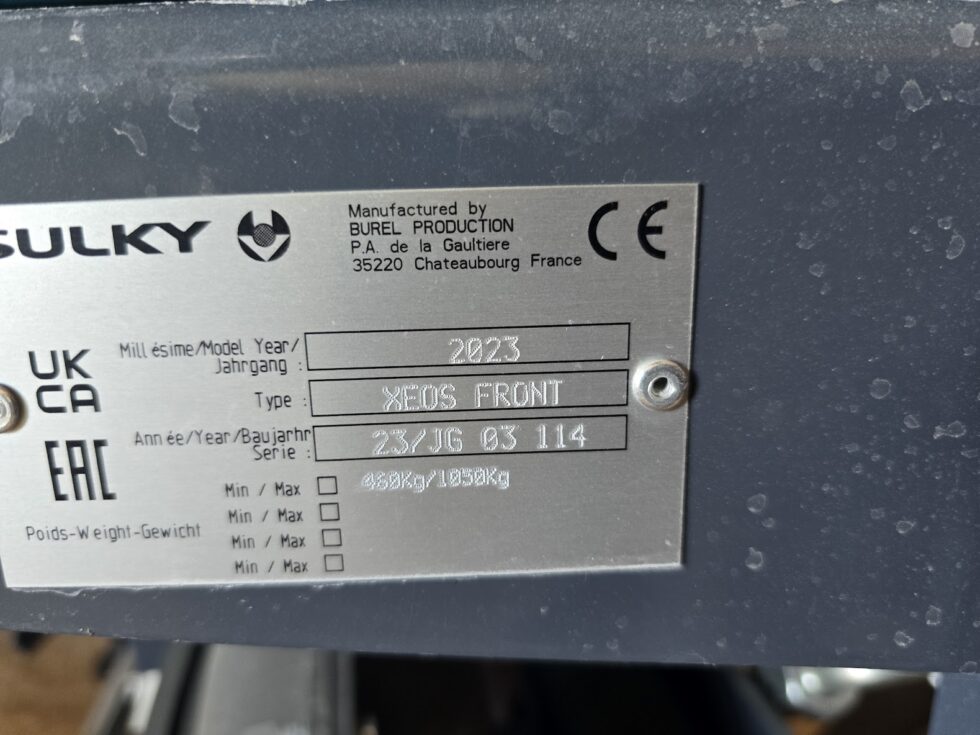 SULKY
Manufactured by
BUREL PRODUCTION
P.A. de la Gaultiere
35220 Chateaubourg France
CE
UK
CA
EAC
Millésime/Model Year/
Jahrgang :
2023
Type :
XEOS FRONT
Année/Year/Baujarhr
Serie :
23/JG 03 114
Poids-Weight-Gewicht
Min / Max
460Kg/1050Kg
Min / Max
Min / Max
Min / Max